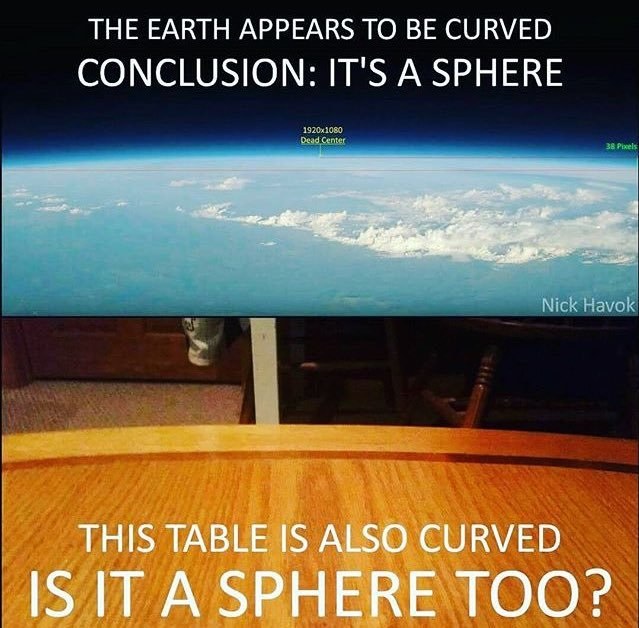 THE EARTH APPEARS TO BE CURVED
CONCLUSION: IT'S A SPHERE
1920x1080
Dead Center
38 Pixels
Nick Havok
THIS TABLE IS ALSO CURVED
IS IT A SPHERE TOO?